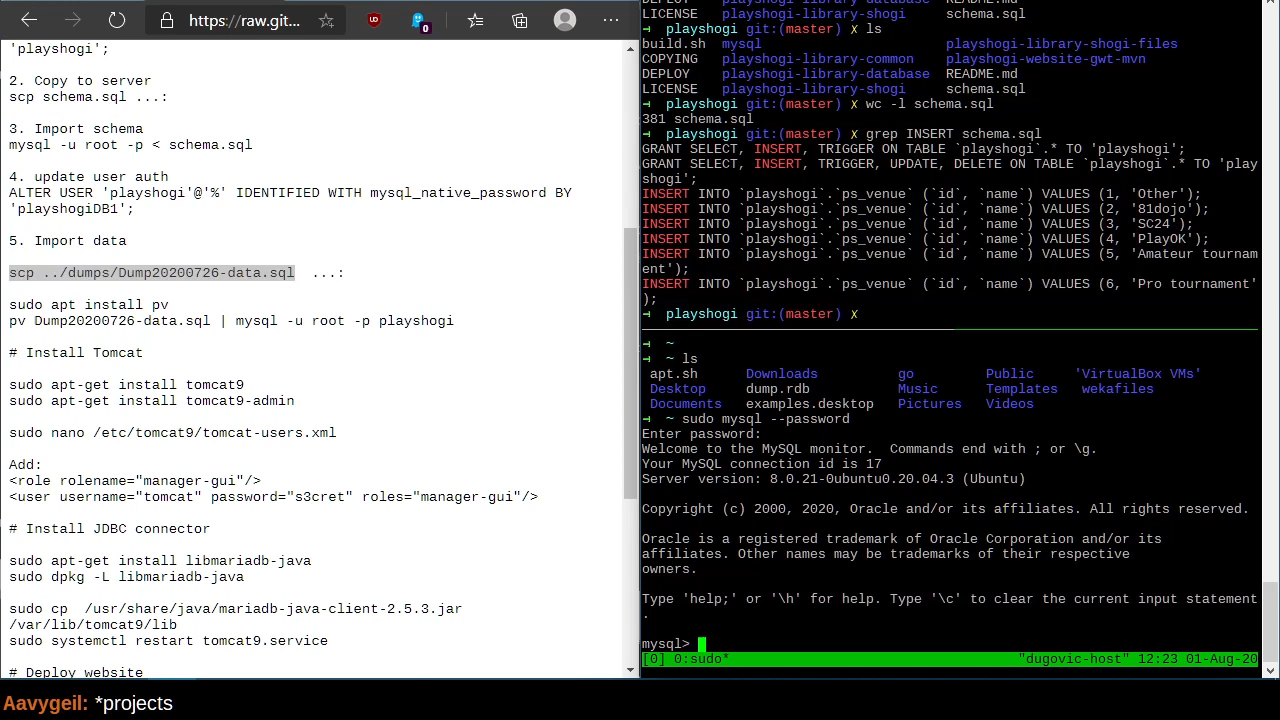 https://raw.git...
UD
0
'playshogi';
2. Copy to server
scp schema.sql ...:
3. Import schema
mysql -u root -p < schema.sql
4. update user auth
ALTER USER 'playshogi'@'%' IDENTIFIED WITH mysql_native_password BY
'playshogiDB1';
5. Import data
scp ../dumps/Dump20200726-data.sql  ...:
sudo apt install pv
pv Dump20200726-data.sql | mysql -u root -p playshogi
# Install Tomcat
sudo apt-get install tomcat9
sudo apt-get install tomcat9-admin
sudo nano /etc/tomcat9/tomcat-users.xml
Add:
<role rolename="manager-gui"/>
<user username="tomcat" password="s3cret" roles="manager-gui"/>
# Install JDBC connector
sudo apt-get install libmariadb-java
sudo dpkg -L libmariadb-java
sudo cp  /usr/share/java/mariadb-java-client-2.5.3.jar
/var/lib/tomcat9/lib
sudo systemctl restart tomcat9.service
# Deploy website
DEPLOY   playshogi-library-database  README.md
LICENSE  playshogi-library-shogi     schema.sql
→ playshogi git:(master) ✗ ls
build.sh  mysql                       playshogi-library-shogi-files
COPYING   playshogi-library-common    playshogi-website-gwt-mvn
DEPLOY    playshogi-library-database  README.md
LICENSE   playshogi-library-shogi     schema.sql
→ playshogi git:(master) ✗ wc -l schema.sql
381 schema.sql
→ playshogi git:(master) ✗ grep INSERT schema.sql
GRANT SELECT, INSERT, TRIGGER ON TABLE `playshogi`.* TO 'playshogi';
GRANT SELECT, INSERT, TRIGGER, UPDATE, DELETE ON TABLE `playshogi`.* TO 'play
shogi';
INSERT INTO `playshogi`.`ps_venue` (`id`, `name`) VALUES (1, 'Other');
INSERT INTO `playshogi`.`ps_venue` (`id`, `name`) VALUES (2, '81dojo');
INSERT INTO `playshogi`.`ps_venue` (`id`, `name`) VALUES (3, 'SC24');
INSERT INTO `playshogi`.`ps_venue` (`id`, `name`) VALUES (4, 'PlayOK');
INSERT INTO `playshogi`.`ps_venue` (`id`, `name`) VALUES (5, 'Amateur tournam
ent');
INSERT INTO `playshogi`.`ps_venue` (`id`, `name`) VALUES (6, 'Pro tournament'
);
→ playshogi git:(master) ✗
→ ~
→ ~ ls
apt.sh     Downloads         go        Public     'VirtualBox VMs'
Desktop    dump.rdb          Music     Templates  wekafiles
Documents  examples.desktop  Pictures  Videos
→ ~ sudo mysql --password
Enter password:
Welcome to the MySQL monitor.  Commands end with ; or \g.
Your MySQL connection id is 17
Server version: 8.0.21-0ubuntu0.20.04.3 (Ubuntu)
Copyright (c) 2000, 2020, Oracle and/or its affiliates. All rights reserved.
Oracle is a registered trademark of Oracle Corporation and/or its
affiliates. Other names may be trademarks of their respective
owners.
Type 'help;' or '\h' for help. Type '\c' to clear the current input statement
.
mysql>
[0] 0:sudo*    "dugovic-host" 12:23 01-Aug-20
Aavygeil: *projects